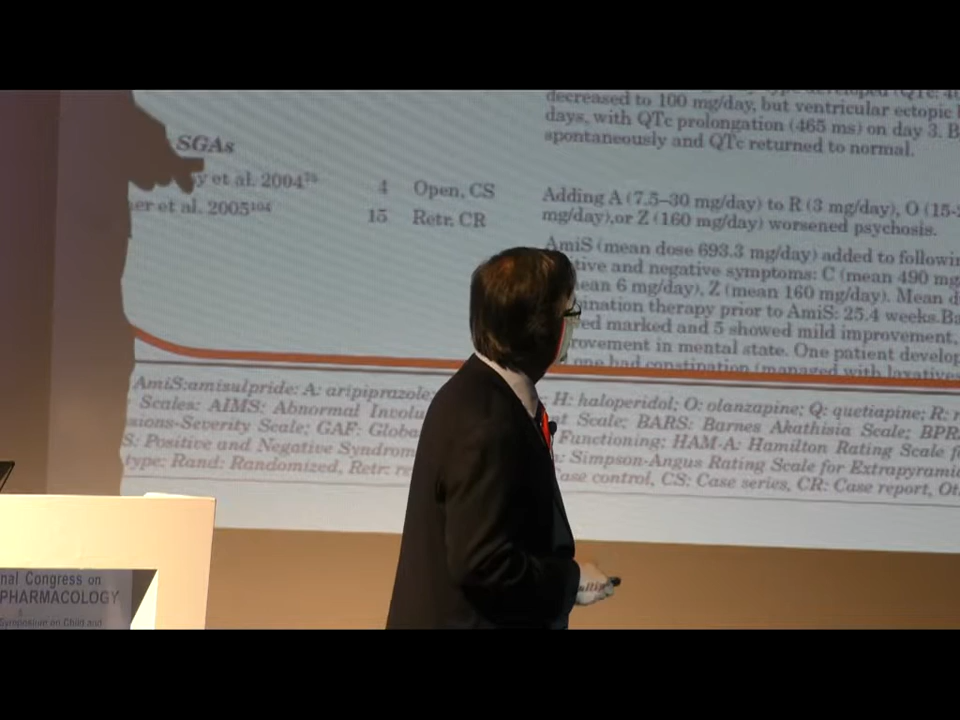 decreased to 100 mg/day, but ventricular ectopic
days, with QTc prolongation (465 ms) on day 3. B
spontaneously and QTc returned to normal.
SGAs
y et al. 2004
4 Open, CS
Adding A (7.5–30 mg/day) to R (3 mg/day), O (15-
er et al. 2005¹⁰⁴
15 Retr, CR
mg/day),or Z (160 mg/day) worsened psychosis.
AmiS (mean dose 693.3 mg/day) added to followin
tive and negative symptoms: C (mean 490 mg
ean 6 mg/day), Z (mean 160 mg/day). Mean d
ination therapy prior to AmiS: 25.4 weeks.Ba
ed marked and 5 showed mild improvement,
rovement in mental state. One patient develop
one had constipation (managed with laxatives
AmiS:amisulpride: A: aripiprazole H: haloperidol; O: olanzapine, Q: quetiapine; R: r
Scales: AIMS: Abnormal Involu t Scale; BARS: Barnes Akathisia Scale; BPR
sions-Severity Scale; GAF: Globa Functioning; HAM-A: Hamilton Rating Scale f
S: Positive and Negative Syndrom : Simpson-Angus Rating Scale for Extrapyrami
type: Rand: Randomized, Retr: r ase control, CS: Case series, CR: Case report, Ot
nal Congress on
PHARMACOLOGY
Symposium on Child and